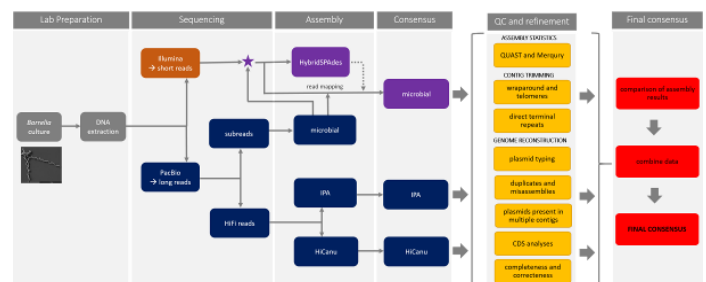 Lab Preparation
Sequencing
Assembly
Consensus
QC and refinement
Final consensus
Borrelia
culture
DNA
extraction
Illumina
→ short reads
PacBio
→ long reads
subreads
HiFi reads
HybridSPAdes
read mapping
microbial
IPA
HiCanu
microbial
IPA
HiCanu
ASSEMBLY STATISTICS
QUAST and Merqury
CONTIG TRIMMING
wraparound and
telomeres
direct terminal
repeats
GENOME RECONSTRUCTION
plasmid typing
duplicates and
misassemblies
plasmids present in
multiple contigs
CDS analyses
completeness and
correctness
comparison of assembly
results
combine data
FINAL CONSENSUS